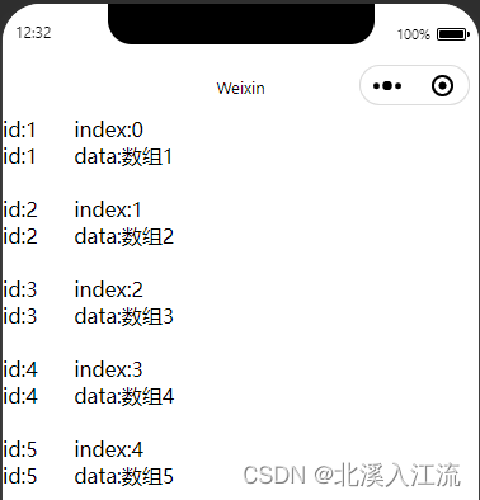 12:32 100%
Weixin
id:1 index:0
id:1 data:数组1
id:2 index:1
id:2 data:数组2
id:3 index:2
id:3 data:数组3
id:4 index:3
id:4 data:数组4
id:5 index:4
id:5 data:数组5
CSDN @北溪入江流